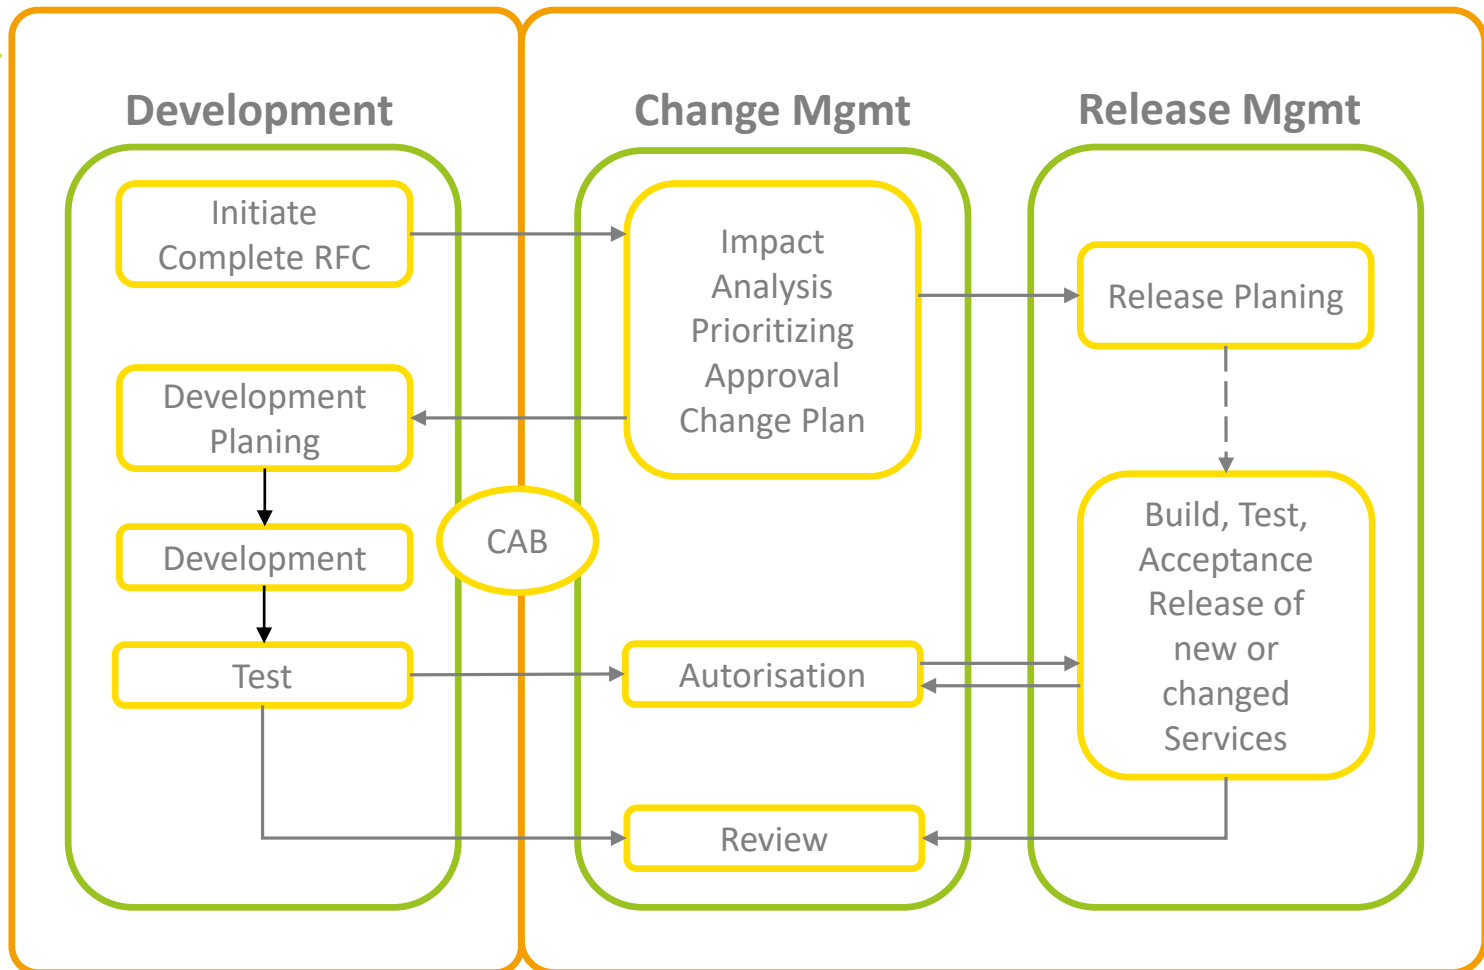 Development
Change Mgmt
Release Mgmt
Initiate
Complete RFC
Development
Planing
Development
Test
CAB
Impact
Analysis
Prioritizing
Approval
Change Plan
Autorisation
Review
Release Planing
Build, Test,
Acceptance
Release of
new or
changed
Services